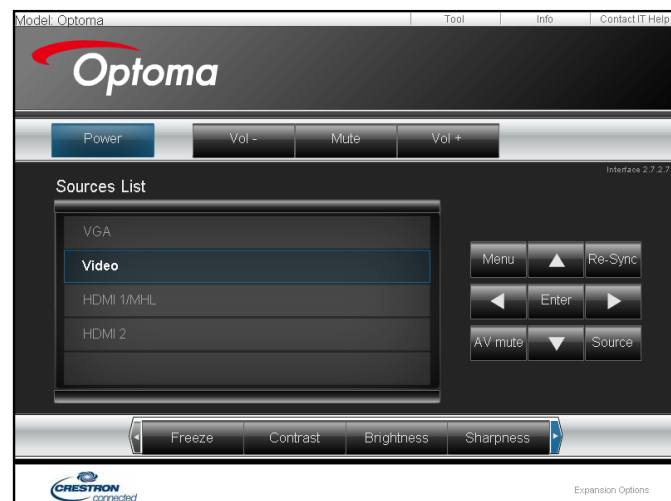 Model: Optoma
Tool
Info
Contact IT Help
Optoma
Power
Vol -
Mute
Vol +
Interface 2.7.2.7
Sources List
VGA
Video
HDMI 1/MHL
HDMI 2
Menu
Re-Sync
Enter
AV mute
Source
Freeze
Contrast
Brightness
Sharpness
CRESTRON
connected
Expansion Options